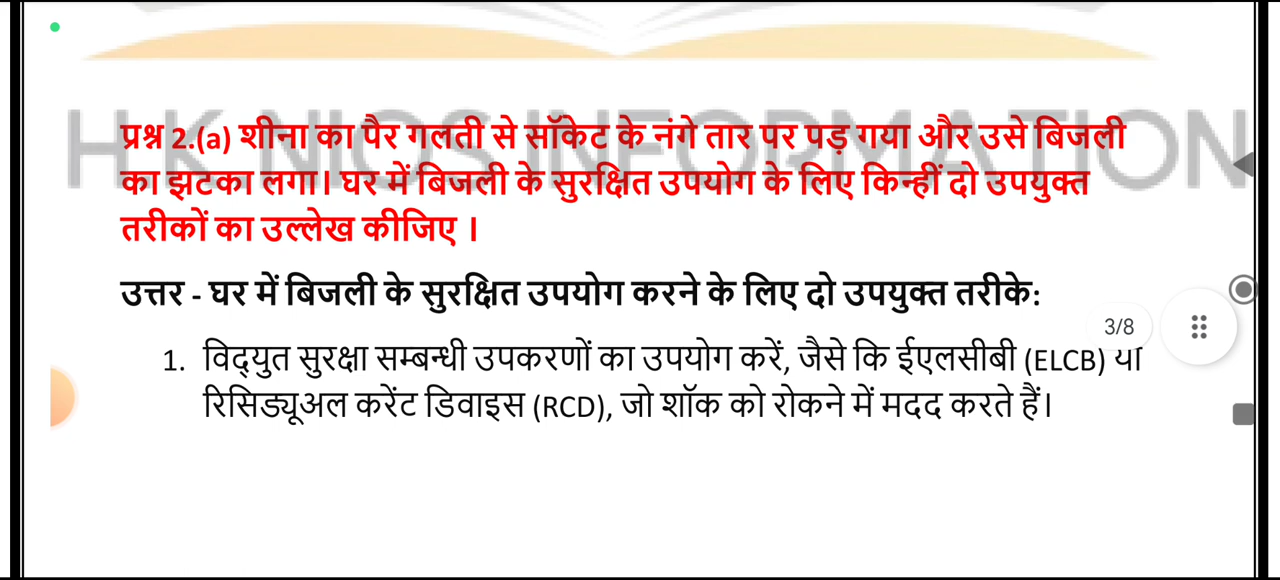 H K NIOS INFORMATION
प्रश्न 2.(a) शीना का पैर गलती से सॉकेट के नंगे तार पर पड़ गया और उसे बिजली
का झटका लगा। घर में बिजली के सुरक्षित उपयोग के लिए किन्हीं दो उपयुक्त
तरीकों का उल्लेख कीजिए ।
उत्तर - घर में बिजली के सुरक्षित उपयोग करने के लिए दो उपयुक्त तरीके:
3/8
1. विद्युत सुरक्षा सम्बन्धी उपकरणों का उपयोग करें, जैसे कि ईएलसीबी (ELCB) या
रिसिड्यूअल करेंट डिवाइस (RCD), जो शॉक को रोकने में मदद करते हैं।